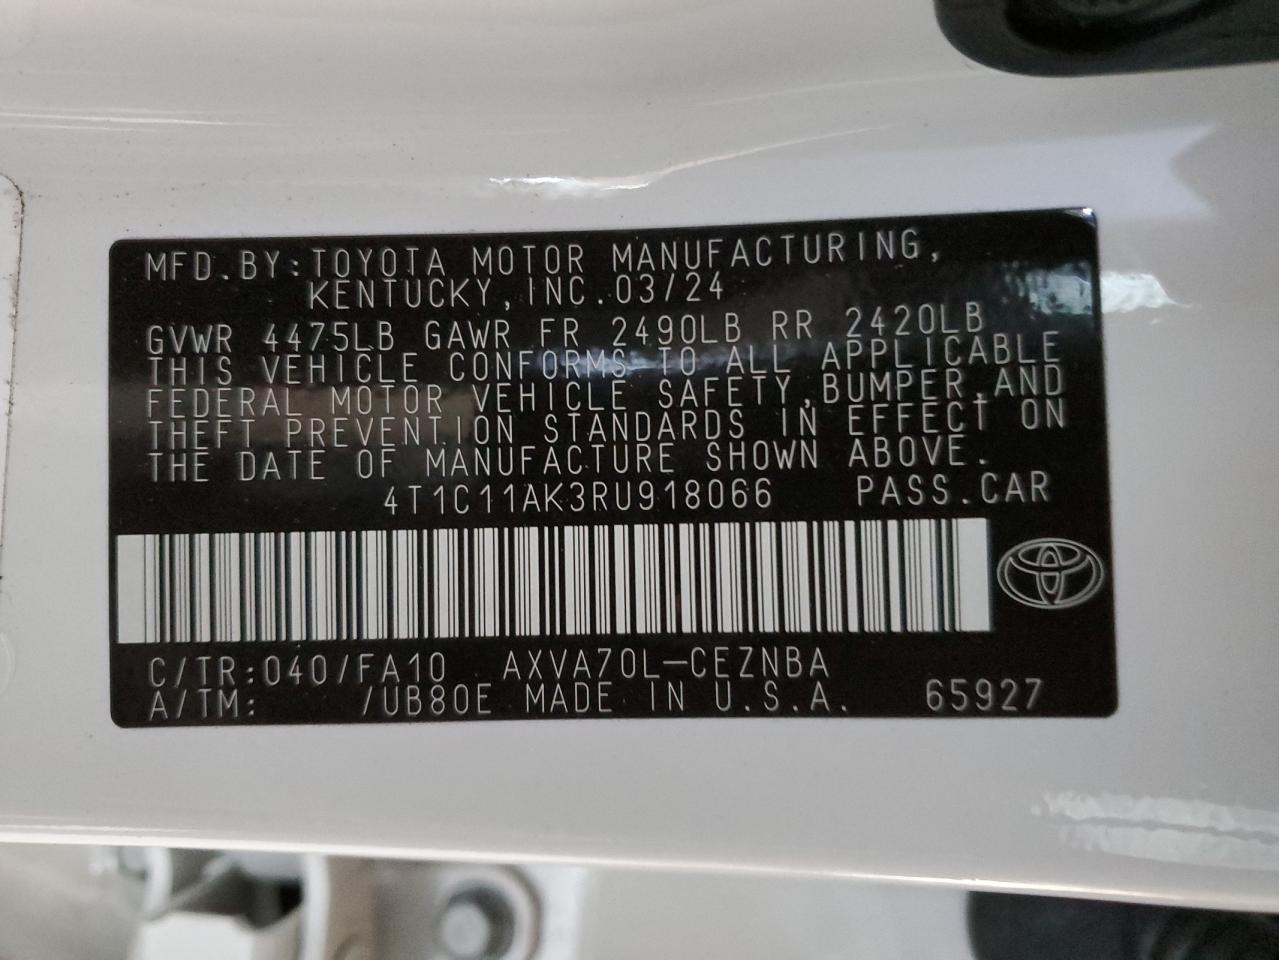 MFD.BY:TOYOTA MOTOR MANUFACTURING,
KENTUCKY,INC.03/24
GVWR 4475LB GAWR FR 2490LB RR 2420LB
THIS VEHICLE CONFORMS TO ALL APPLICABLE
FEDERAL MOTOR VEHICLE SAFETY,BUMPER,AND
THEFT PREVENTION STANDARDS IN EFFECT ON
THE DATE OF MANUFACTURE SHOWN ABOVE.
4T1C11AK3RU918066 PASS.CAR
C/TR:040/FA10 AXVA70L-CEZNBA
A/TM: /UB80E MADE IN U.S.A. 65927